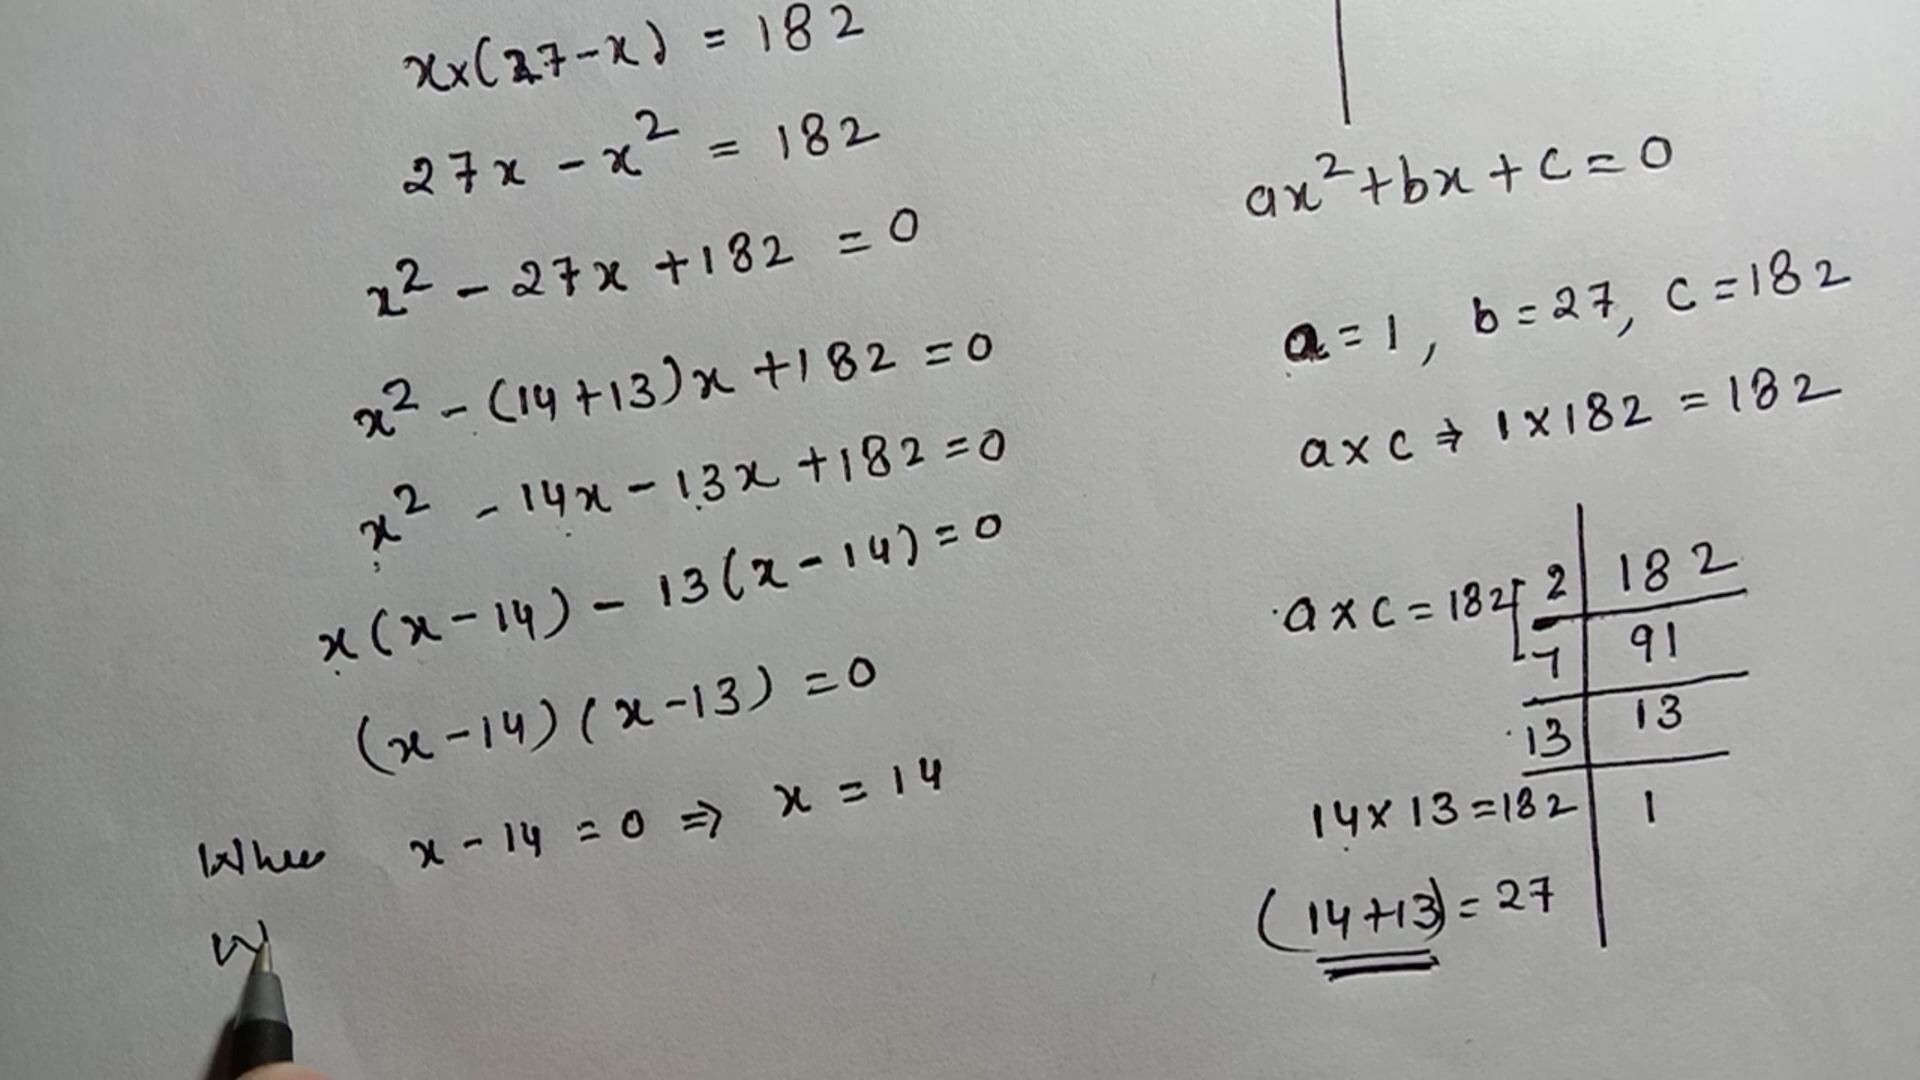 x×(27-x) = 182
27x - x² = 182
x² - 27x + 182 = 0
x² - (14+13)x + 182 = 0
x² - 14x - 13x + 182 = 0
x(x-14) - 13(x-14) = 0
(x-14)(x-13) = 0
x - 14 = 0 ⇒ x = 14
W
ax² + bx + c = 0
a = 1, b = 27, c = 182
a×c → 1×182 = 182
a×c = 182
2 | 182
7 | 91
13 | 13
14×13 = 182 | 1
(14+13) = 27